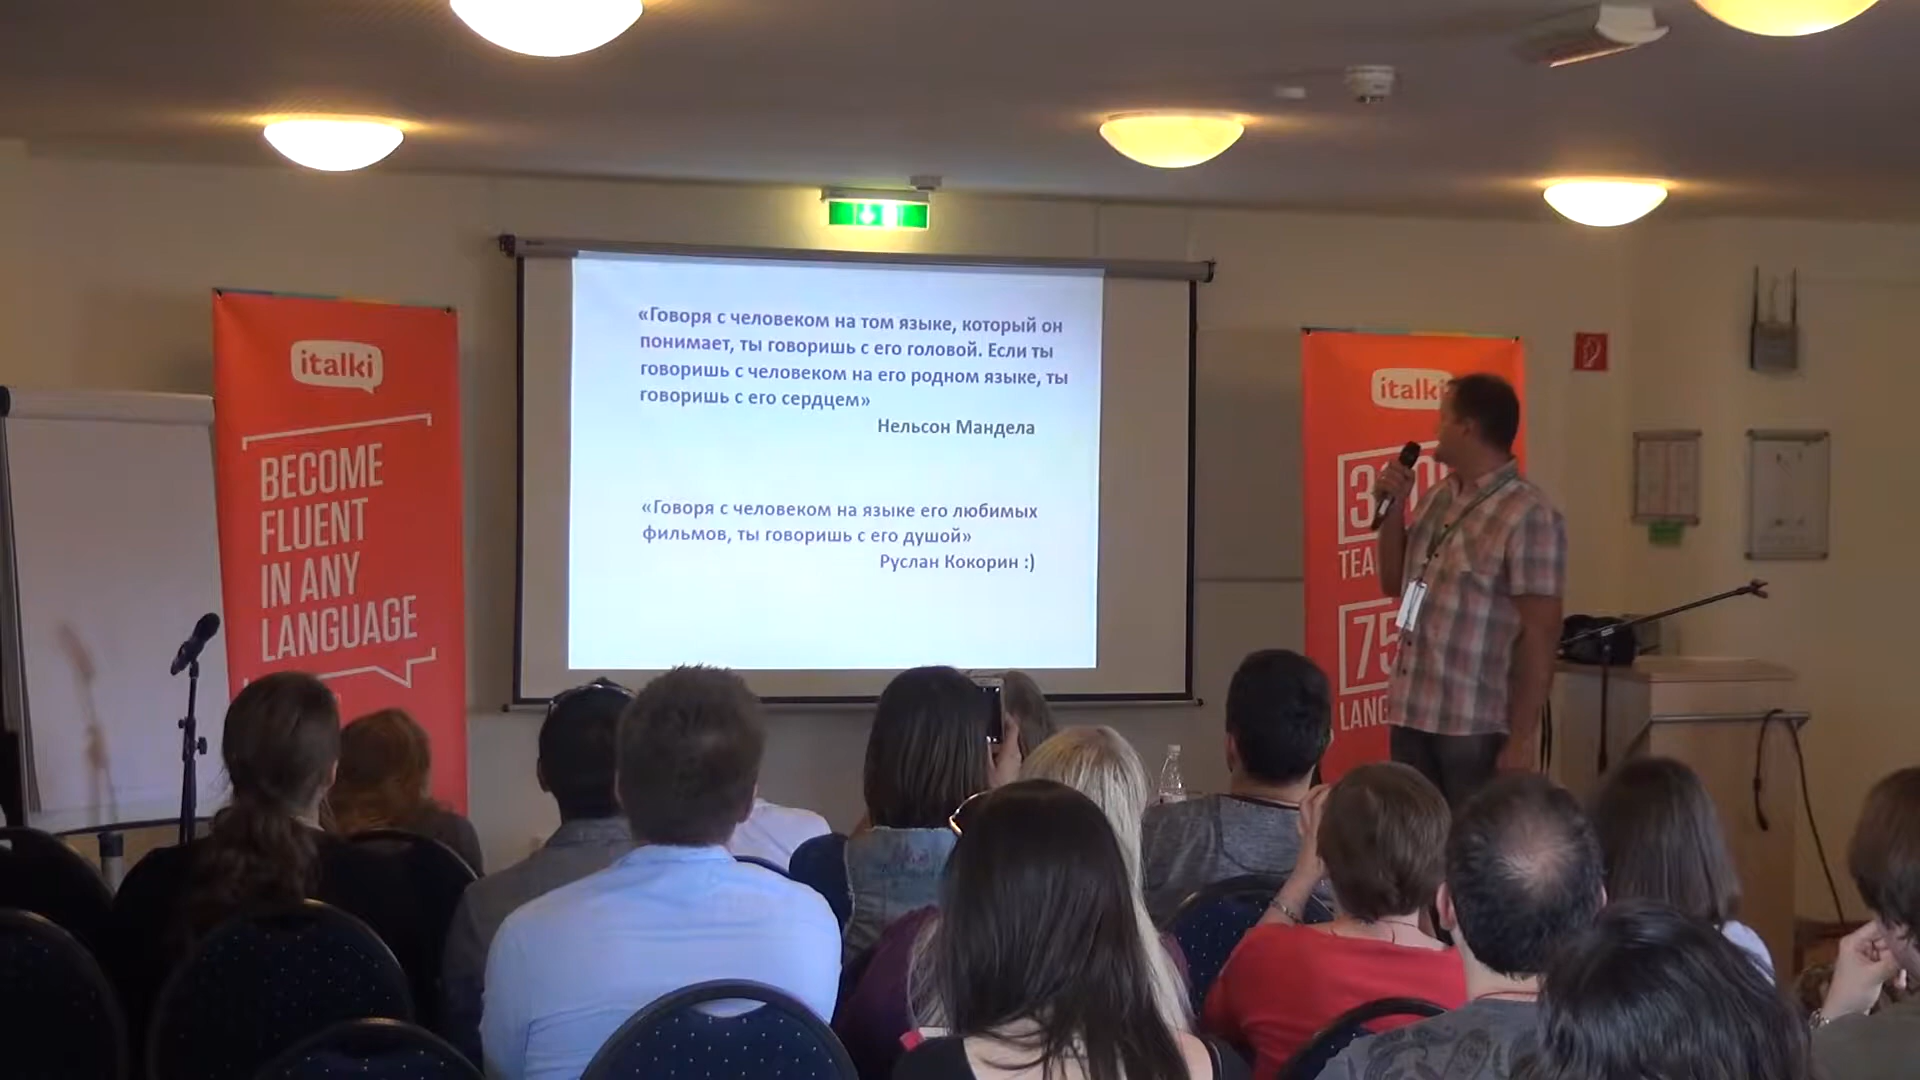 italki
BECOME
FLUENT
IN ANY
LANGUAGE
«Говоря с человеком на том языке, который он
понимает, ты говоришь с его головой. Если ты
говоришь с человеком на его родном языке, ты
говоришь с его сердцем»
Нельсон Мандела
«Говоря с человеком на языке его любимых
фильмов, ты говоришь с его душой»
Руслан Кокорин :)
italki
75